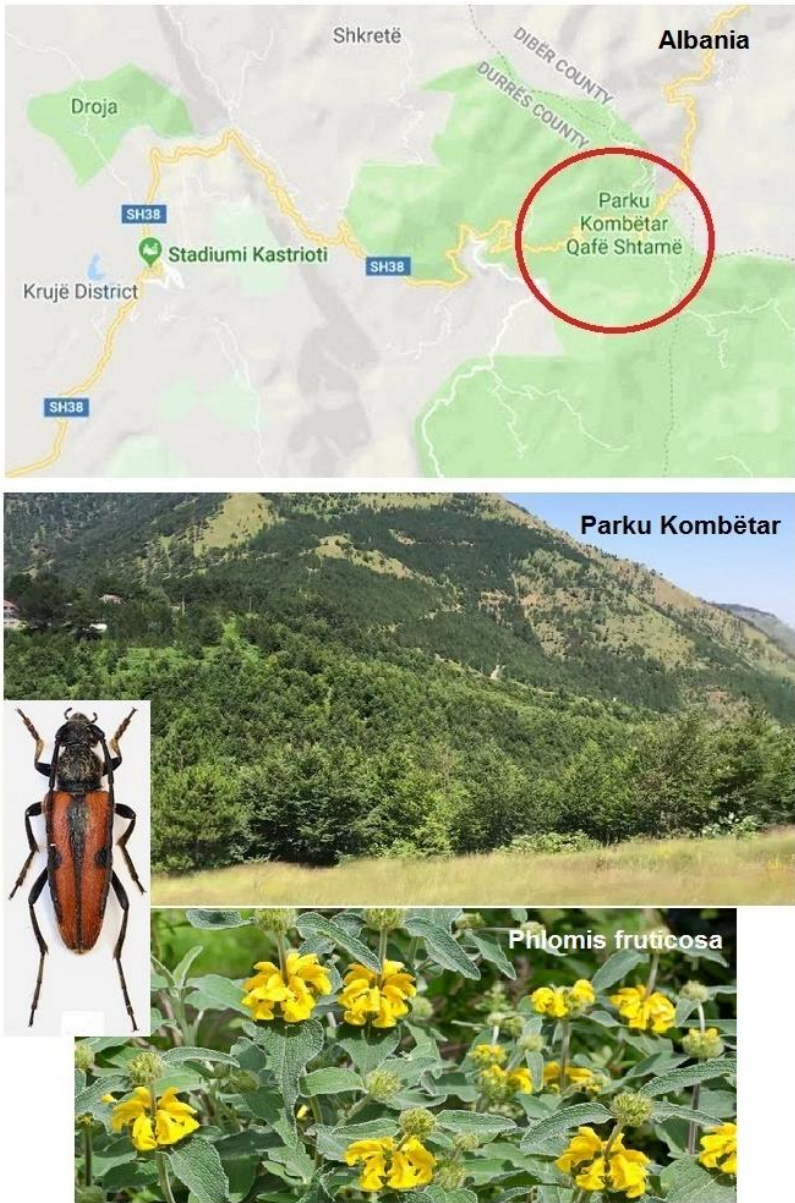 Albania
Shkretë
DIBËR COUNTY
DURRËS COUNTY
Droja
Parku
Kombëtar
Qafë Shtamë
SH38
Stadiumi Kastrioti
SH38
Krujë District
SH38
Parku Kombëtar
Phlomis fruticosa